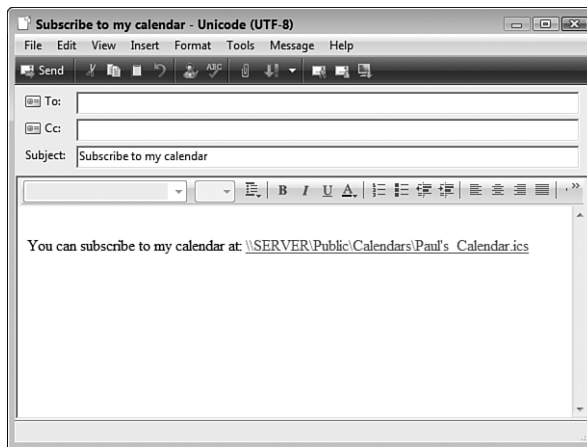 Subscribe to my calendar - Unicode (UTF-8)
File Edit View Insert Format Tools Message Help
Send ABC
To:
Cc:
Subject: Subscribe to my calendar
B I U A
You can subscribe to my calendar at: \\SERVER\Public\Calendars\Paul's_Calendar.ics